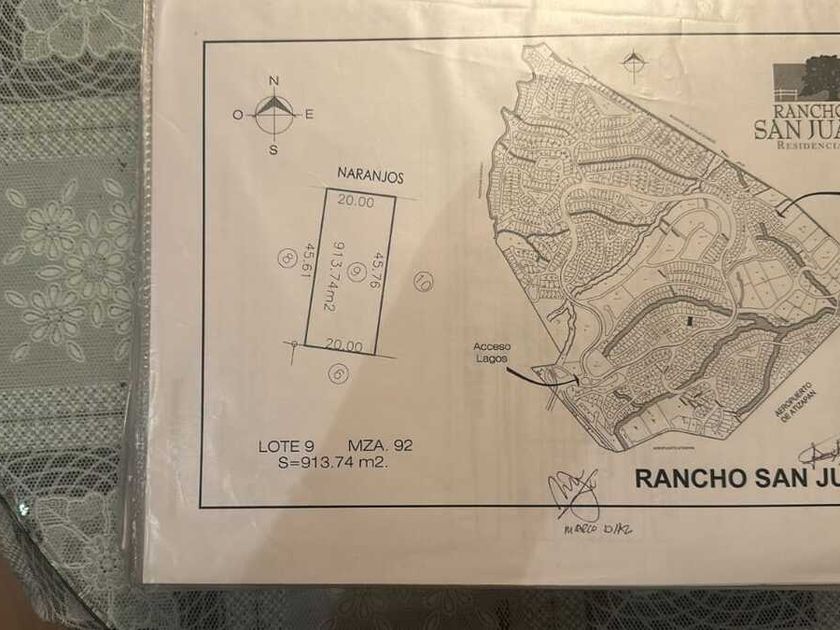 N
O E
S
NARANJOS
20.00
8
45.61
913.74m2
9
45.76
10
20.00
6
LOTE 9 MZA. 92
S=913.74 m2.
RANCHO
SAN JUA
RESIDENCIA
Acceso
Lagos
AEROPUERTO
DE ATIZAPAN
RANCHO SAN JU
MARCO DIAZ